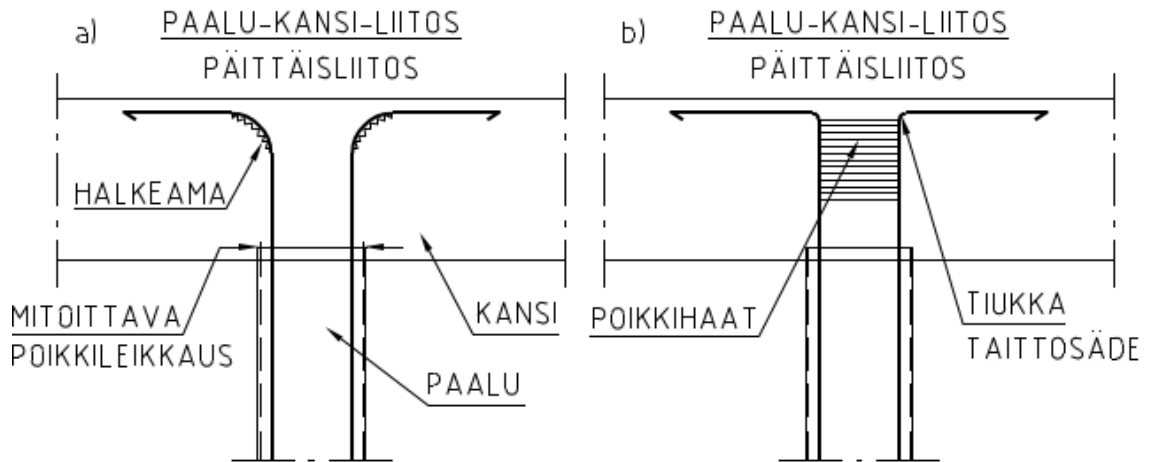 a) PAALU-KANSI-LIITOS
PÄITTÄISLIITOS
HALKEAMA
MITOITTAVA
POIKKILEIKKAUS
KANSI
PAALU
b) PAALU-KANSI-LIITOS
PÄITTÄISLIITOS
POIKKIHAAT
TIUKKA
TAITTOSÄDE